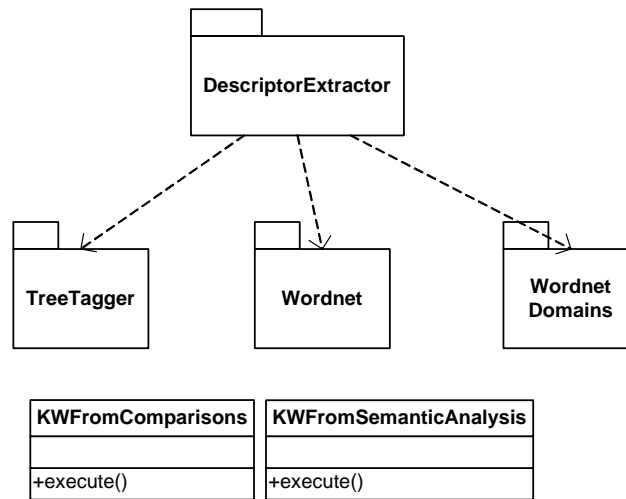 DescriptorExtractor
TreeTagger
Wordnet
Wordnet
Domains
KWFromComparisons
+execute()
KWFromSemanticAnalysis
+execute()